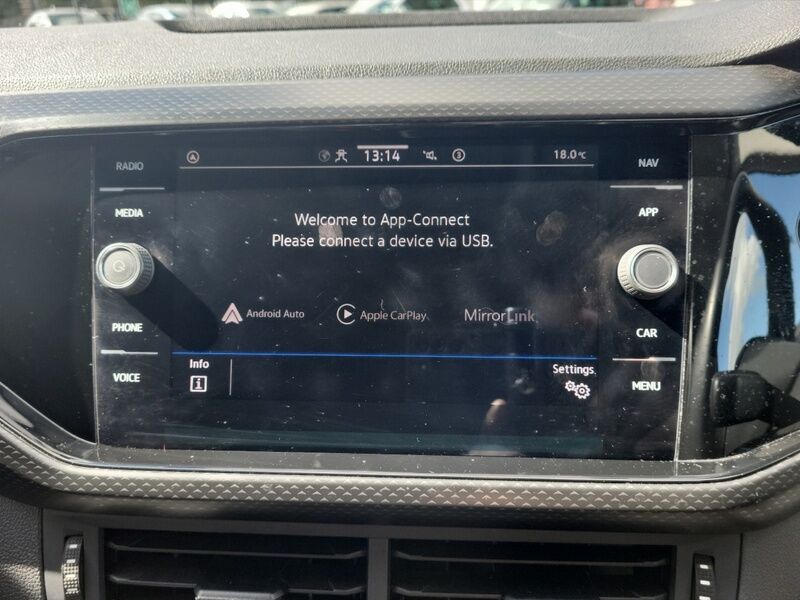 RADIO
MEDIA
PHONE
VOICE
13:14
3
18.0°C
Welcome to App-Connect
Please connect a device via USB.
Android Auto
Apple CarPlay
MirrorLink
Info
i
Settings
NAV
APP
CAR
MENU